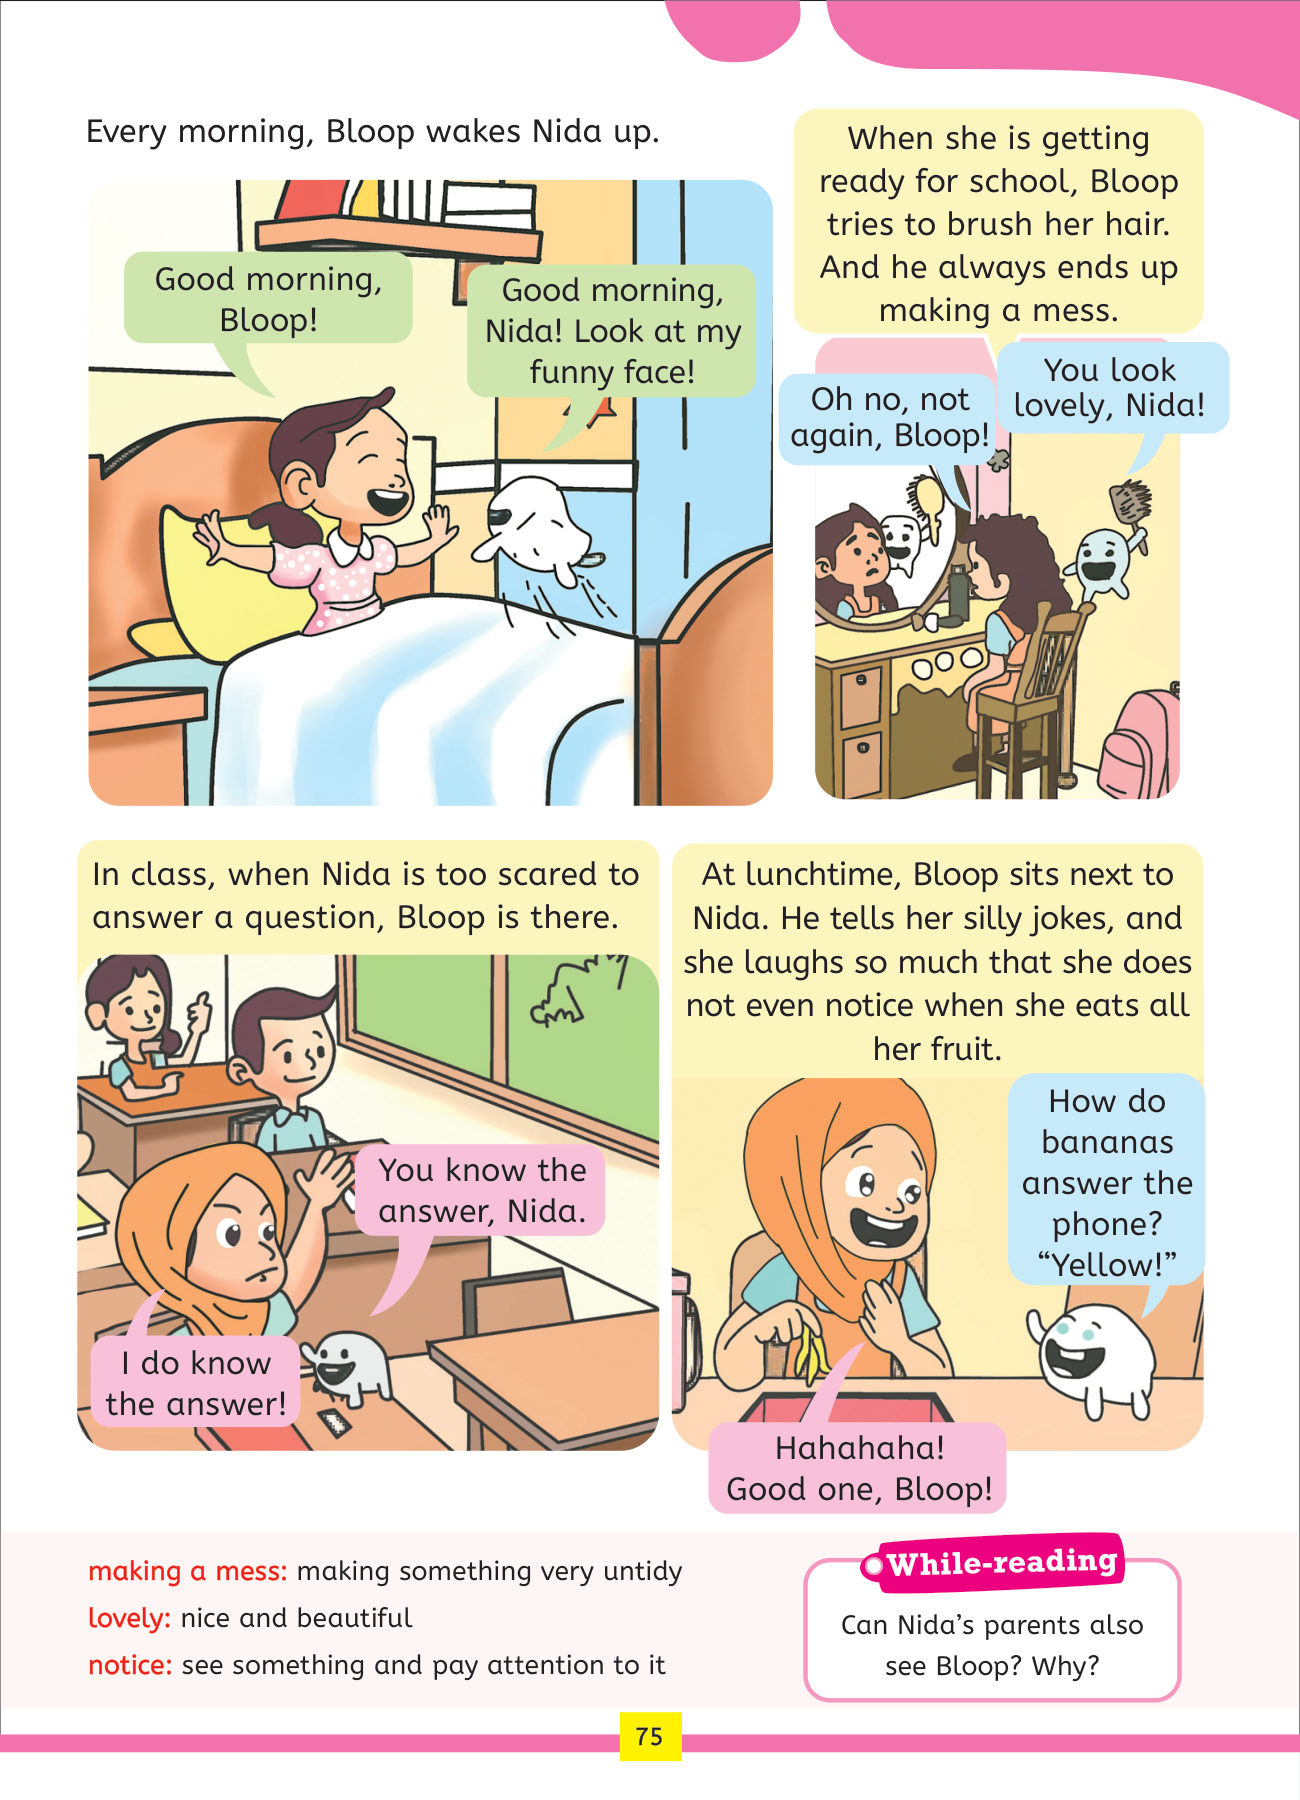 Every morning, Bloop wakes Nida up.
Good morning,
Bloop!
Good morning,
Nida! Look at my
funny face!
When she is getting
ready for school, Bloop
tries to brush her hair.
And he always ends up
making a mess.
Oh no, not
again, Bloop!
You look
lovely, Nida!
In class, when Nida is too scared to
answer a question, Bloop is there.
You know the
answer, Nida.
I do know
the answer!
At lunchtime, Bloop sits next to
Nida. He tells her silly jokes, and
she laughs so much that she does
not even notice when she eats all
her fruit.
How do
bananas
answer the
phone?
“Yellow!”
Hahahaha!
Good one, Bloop!
making a mess: making something very untidy
lovely: nice and beautiful
notice: see something and pay attention to it
While-reading
Can Nida’s parents also
see Bloop? Why?
75